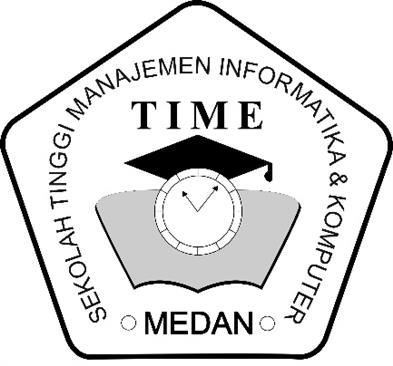 SEKOLAH TINGGI MANAJEMEN INFORMATIKA & KOMPUTER
TIME
MEDAN